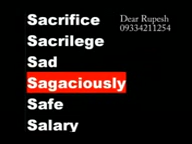 Sacrifice
Sacrilege
Sad
Sagaciously
Safe
Salary
Dear Rupesh
09334211254